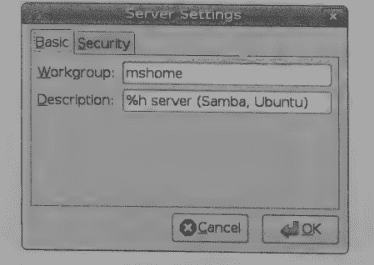 Server Settings
Basic Security
Workgroup: mshome
Description: %h server (Samba, Ubuntu)
Cancel OK